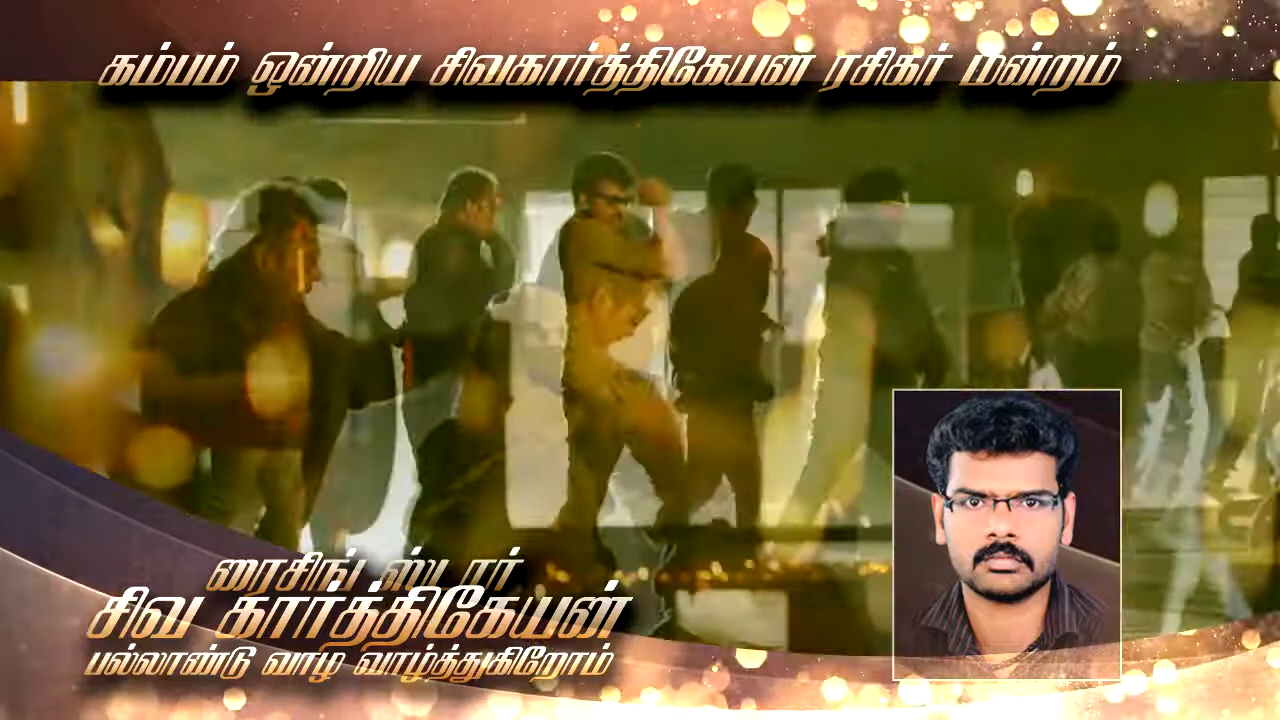 கம்பம் ஒன்றிய சிவகார்த்திகேயன் ரசிகர் மன்றம்
ரைசிங் ஸ்டார்
சிவ கார்த்திகேயன்
பல்லாண்டு வாழ வாழ்த்துகிறோம்